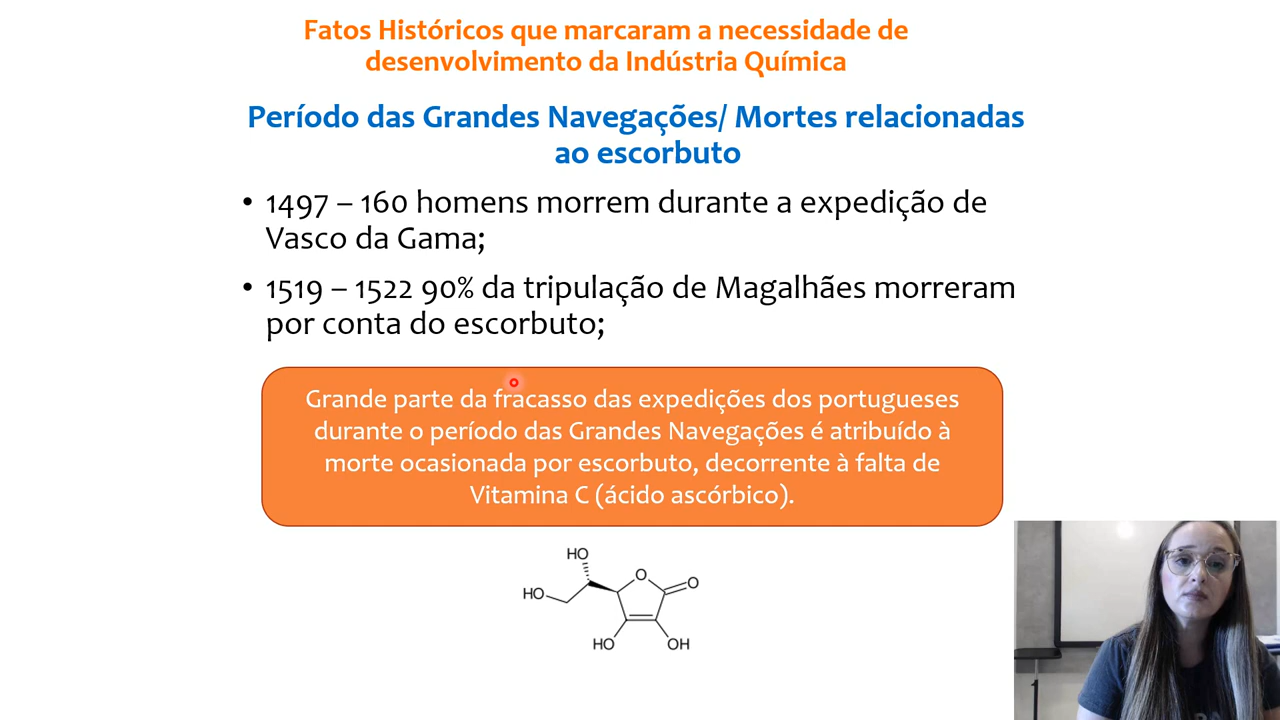 Fatos Históricos que marcaram a necessidade de
desenvolvimento da Indústria Química
Período das Grandes Navegações/ Mortes relacionadas
ao escorbuto
• 1497 – 160 homens morrem durante a expedição de
Vasco da Gama;
• 1519 – 1522 90% da tripulação de Magalhães morreram
por conta do escorbuto;
Grande parte da fracasso das expedições dos portugueses
durante o período das Grandes Navegações é atribuído à
morte ocasionada por escorbuto, decorrente à falta de
Vitamina C (ácido ascórbico).
HO
O
O
HO
HO
OH